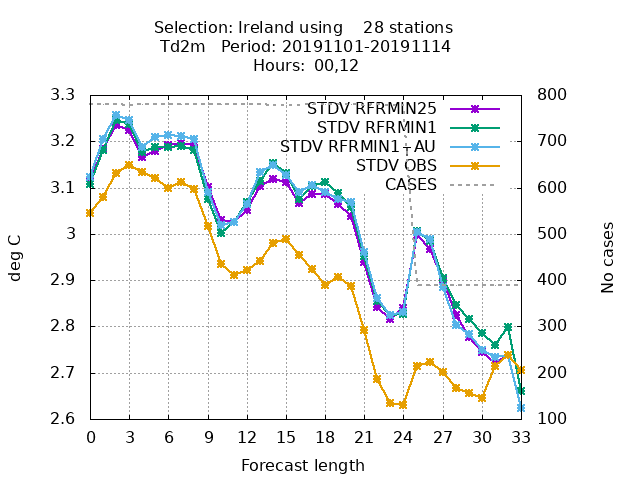 Selection: Ireland using    28 stations
Td2m   Period: 20191101-20191114
Hours: 00,12
STDV RFRMIN25
STDV RFRMIN1
STDV RFRMIN1+AU
STDV OBS
CASES
3.3
3.2
3.1
3
2.9
2.8
2.7
2.6
800
700
600
500
400
300
200
100
deg C
No cases
0 3 6 9 12 15 18 21 24 27 30 33
Forecast length